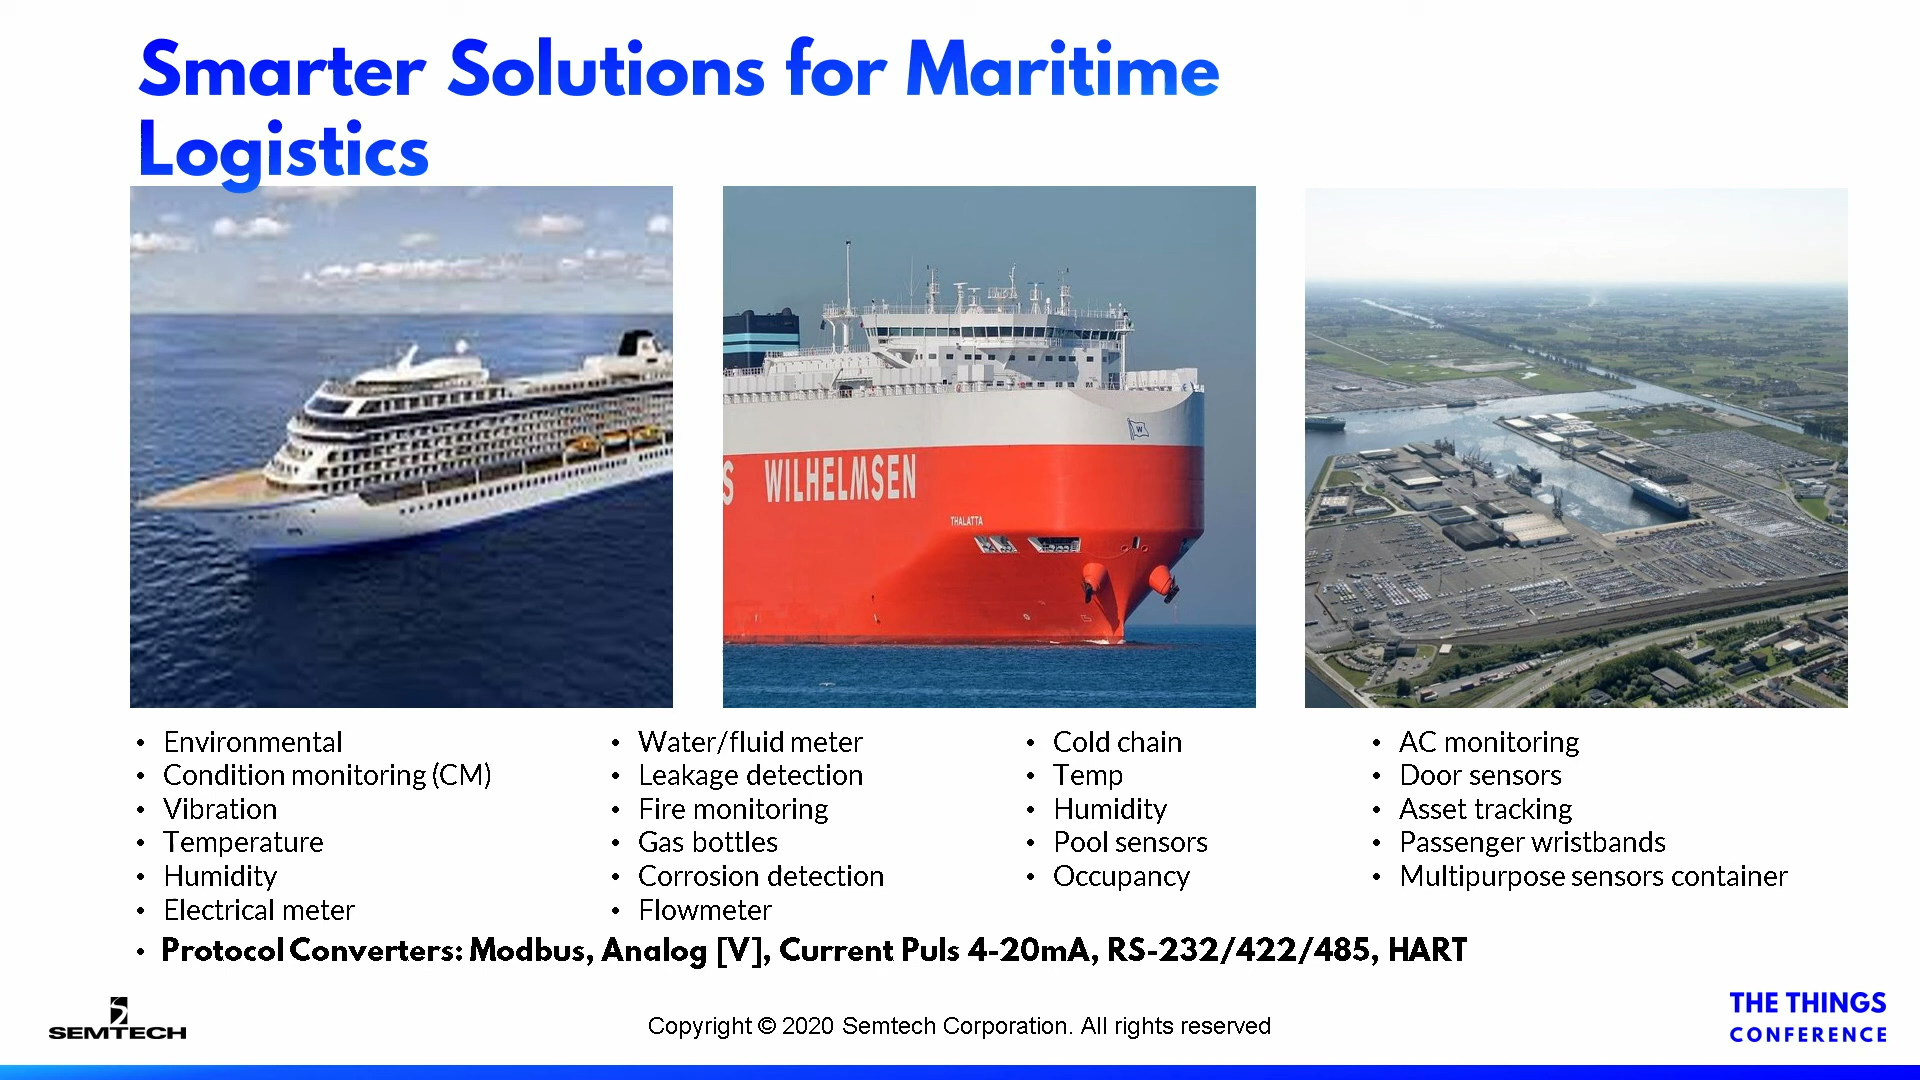 Smarter Solutions for Maritime
Logistics
S WILHELMSEN
THALATTA
W
• Environmental
• Condition monitoring (CM)
• Vibration
• Temperature
• Humidity
• Electrical meter
• Water/fluid meter
• Leakage detection
• Fire monitoring
• Gas bottles
• Corrosion detection
• Flowmeter
• Cold chain
• Temp
• Humidity
• Pool sensors
• Occupancy
• AC monitoring
• Door sensors
• Asset tracking
• Passenger wristbands
• Multipurpose sensors container
• Protocol Converters: Modbus, Analog [V], Current Puls 4-20mA, RS-232/422/485, HART
SEMTECH
Copyright © 2020 Semtech Corporation. All rights reserved
THE THINGS
CONFERENCE